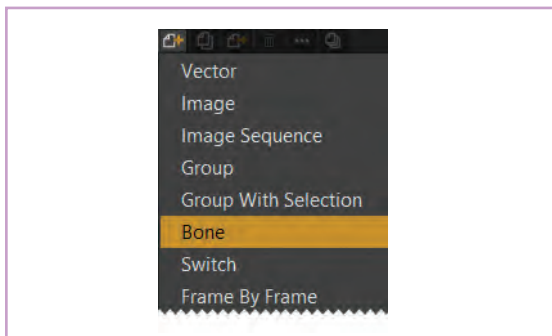 Vector
Image
Image Sequence
Group
Group With Selection
Bone
Switch
Frame By Frame